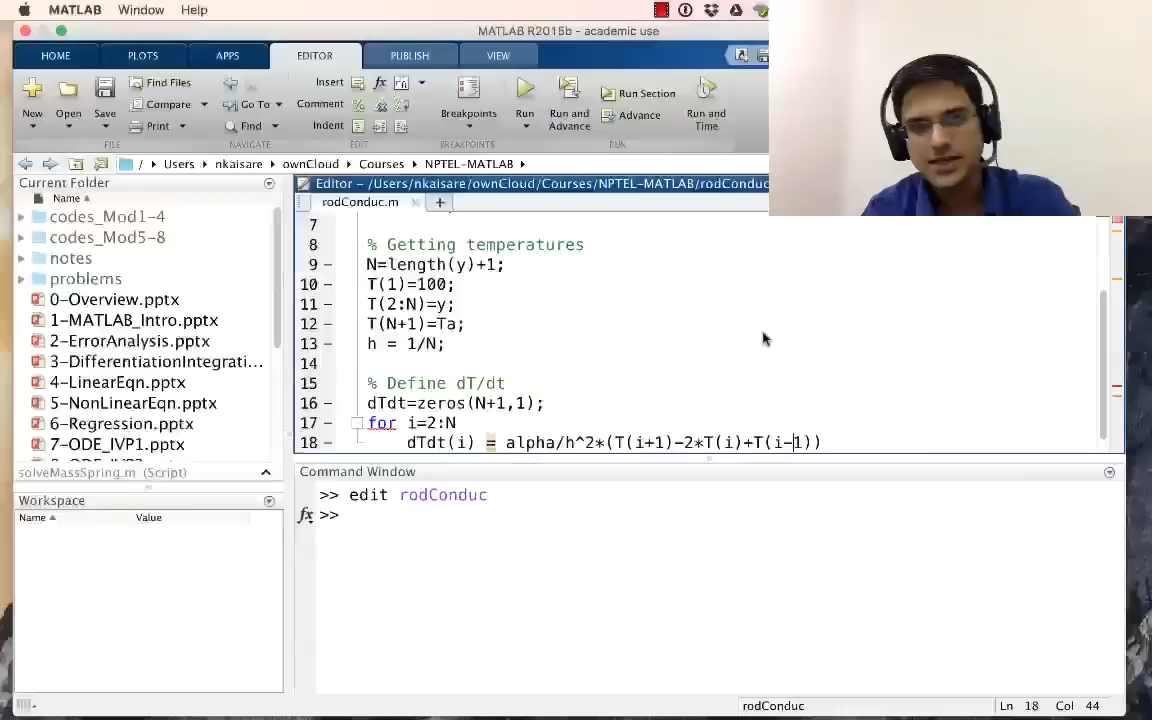 MATLAB Window Help
MATLAB R2015b - academic use
HOME PLOTS APPS EDITOR PUBLISH VIEW
New Open Save Find Files Compare Print Go To Find Insert fx Comment Indent Breakpoints Run Run and Advance Run Section Advance Run and Time
FILE NAVIGATE EDIT BREAKPOINTS RUN
/ Users nkaisare ownCloud Courses NPTEL-MATLAB
Current Folder
Name
codes_Mod1-4
codes_Mod5-8
notes
problems
0-Overview.pptx
1-MATLAB_Intro.pptx
2-ErrorAnalysis.pptx
3-DifferentiationIntegrati...
4-LinearEqn.pptx
5-NonLinearEqn.pptx
6-Regression.pptx
7-ODE_IVP1.pptx
solveMassSpring.m (Script)
Workspace
Name Value
Editor - /Users/nkaisare/ownCloud/Courses/NPTEL-MATLAB/rodConduc
rodConduc.m
7
8 % Getting temperatures
9 - N=length(y)+1;
10 - T(1)=100;
11 - T(2:N)=y;
12 - T(N+1)=Ta;
13 - h = 1/N;
14
15 % Define dT/dt
16 - dTdt=zeros(N+1,1);
17 - for i=2:N
18 - dTdt(i) = alpha/h^2*(T(i+1)-2*T(i)+T(i-1))
Command Window
>> edit rodConduc
fx >>
rodConduc Ln 18 Col 44